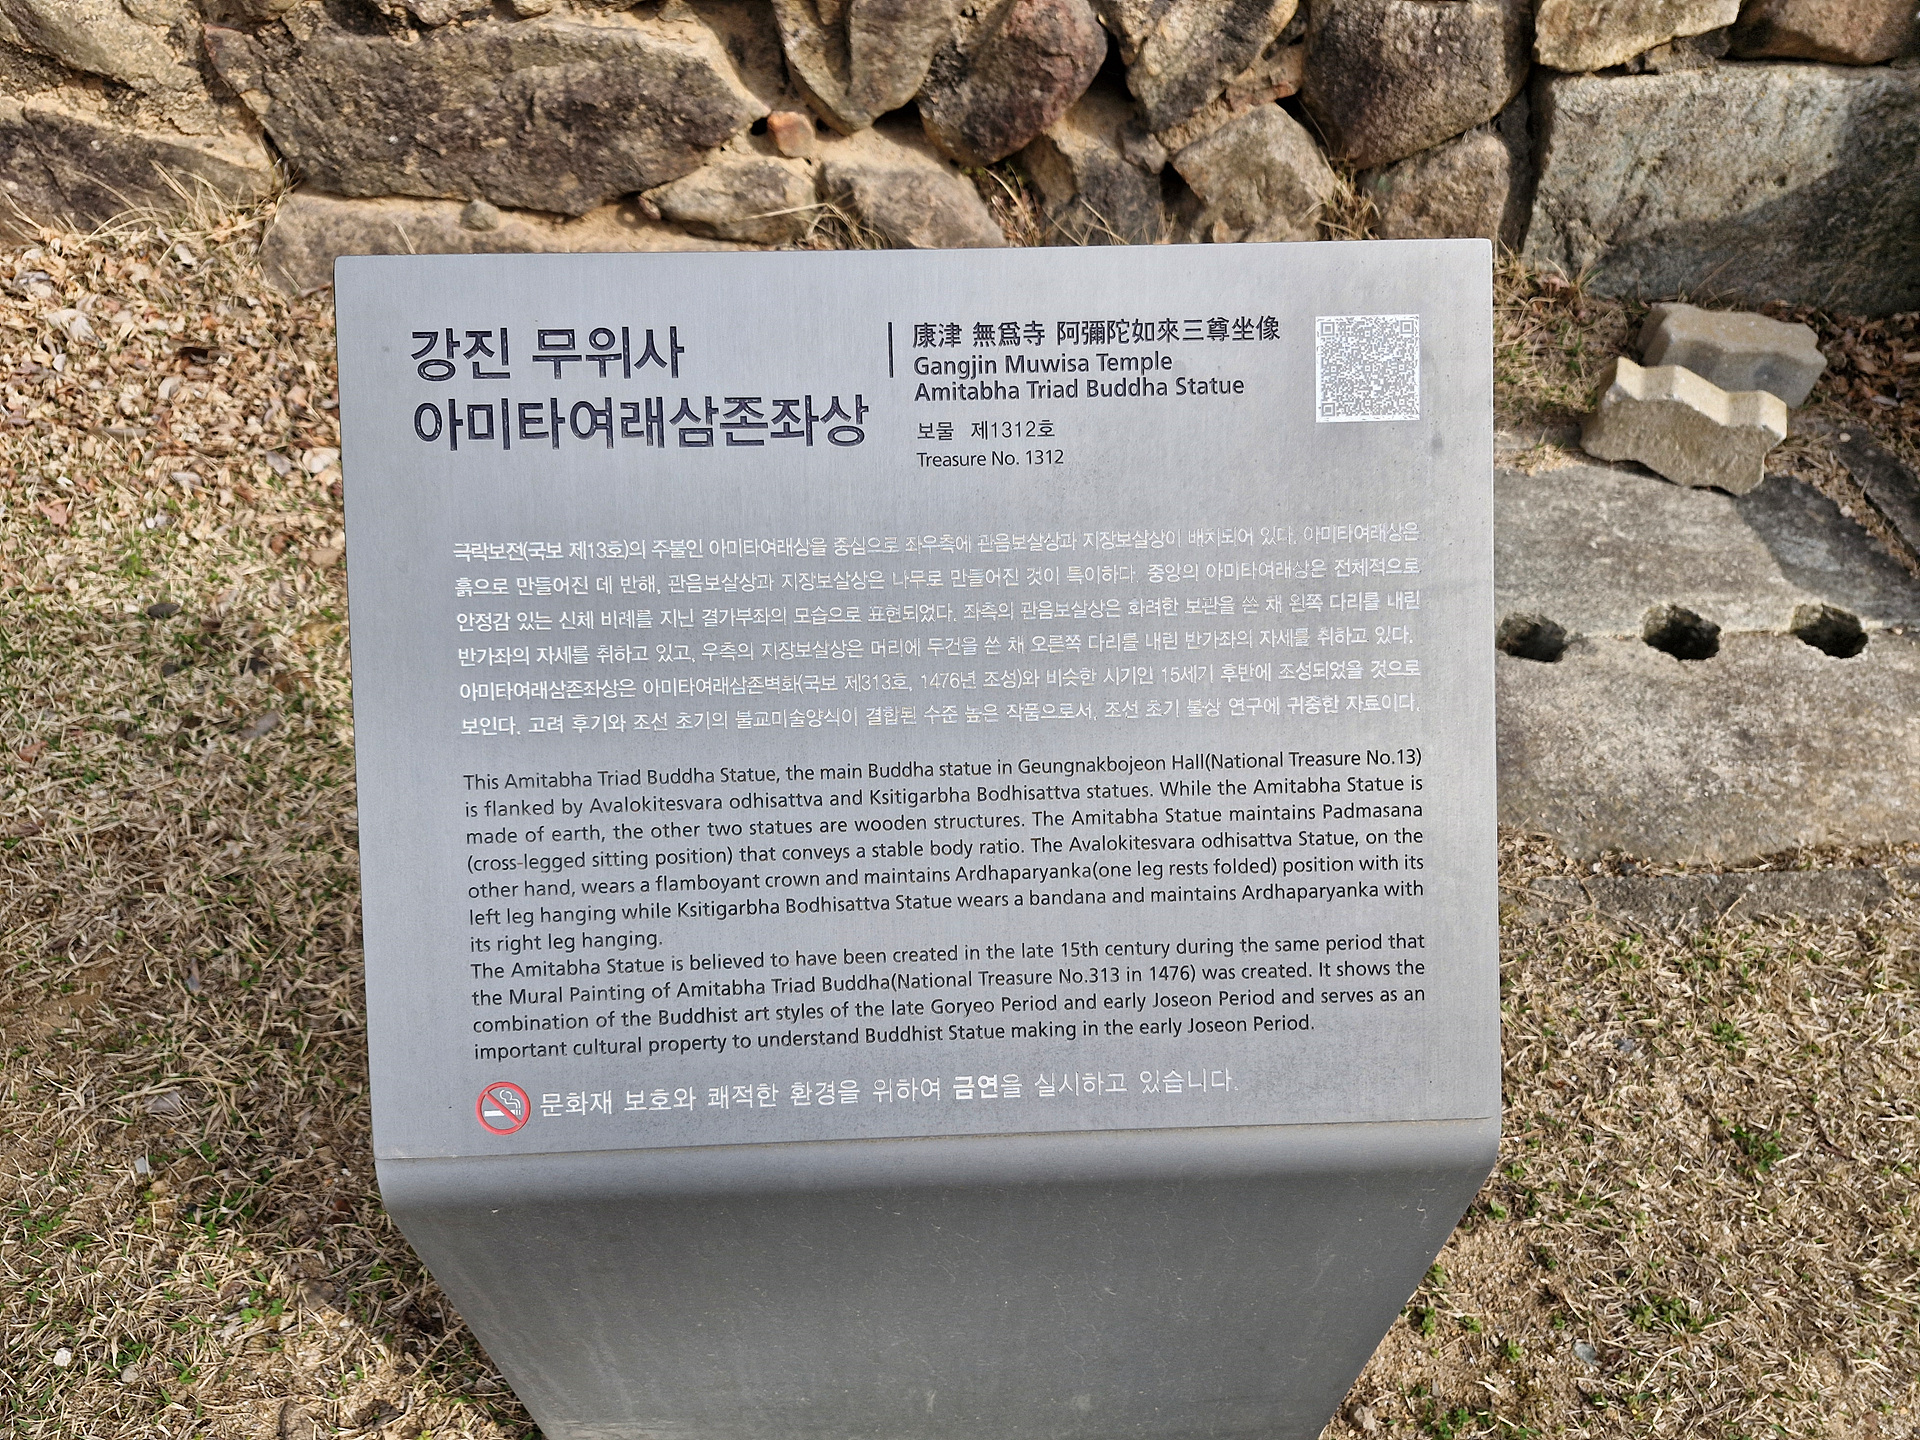 강진 무위사
아미타여래삼존좌상
康津 無爲寺 阿彌陀如來三尊坐像
Gangjin Muwisa Temple
Amitabha Triad Buddha Statue
보물 제1312호
Treasure No. 1312
극락보전(국보 제13호)의 주불인 아미타여래상을 중심으로 좌우측에 관음보살상과 지장보살상이 배치되어 있다. 아미타여래상은
흙으로 만들어진 데 반해, 관음보살상과 지장보살상은 나무로 만들어진 것이 특이하다. 중앙의 아미타여래상은 전체적으로
안정감 있는 신체 비례를 지닌 결가부좌의 모습으로 표현되었다. 좌측의 관음보살상은 화려한 보관을 쓴 채 왼쪽 다리를 내린
반가좌의 자세를 취하고 있고, 우측의 지장보살상은 머리에 두건을 쓴 채 오른쪽 다리를 내린 반가좌의 자세를 취하고 있다.
아미타여래삼존좌상은 아미타여래삼존벽화(국보 제313호, 1476년 조성)와 비슷한 시기인 15세기 후반에 조성되었을 것으로
보인다. 고려 후기와 조선 초기의 불교미술양식이 결합된 수준 높은 작품으로서, 조선 초기 불상 연구에 귀중한 자료이다.
This Amitabha Triad Buddha Statue, the main Buddha statue in Geungnakbojeon Hall(National Treasure No.13)
is flanked by Avalokitesvara odhisattva and Ksitigarbha Bodhisattva statues. While the Amitabha Statue is
made of earth, the other two statues are wooden structures. The Amitabha Statue maintains Padmasana
(cross-legged sitting position) that conveys a stable body ratio. The Avalokitesvara odhisattva Statue, on the
other hand, wears a flamboyant crown and maintains Ardhaparyanka(one leg rests folded) position with its
left leg hanging while Ksitigarbha Bodhisattva Statue wears a bandana and maintains Ardhaparyanka with
its right leg hanging.
The Amitabha Statue is believed to have been created in the late 15th century during the same period that
the Mural Painting of Amitabha Triad Buddha(National Treasure No.313 in 1476) was created. It shows the
combination of the Buddhist art styles of the late Goryeo Period and early Joseon Period and serves as an
important cultural property to understand Buddhist Statue making in the early Joseon Period.
문화재 보호와 쾌적한 환경을 위하여 금연을 실시하고 있습니다.